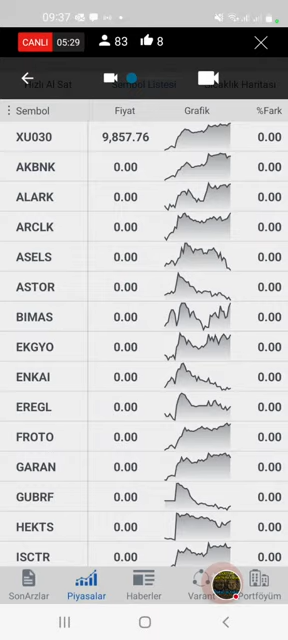 09:37
CANLI 05:29 83 8
Hızlı Al Sat Sembol Listesi Sıcaklık Haritası
Sembol Fiyat Grafik %Fark
XU030 9,857.76 0.00
AKBNK 0.00 0.00
ALARK 0.00 0.00
ARCLK 0.00 0.00
ASELS 0.00 0.00
ASTOR 0.00 0.00
BIMAS 0.00 0.00
EKGYO 0.00 0.00
ENKAI 0.00 0.00
EREGL 0.00 0.00
FROTO 0.00 0.00
GARAN 0.00 0.00
GUBRF 0.00 0.00
HEKTS 0.00 0.00
ISCTR 0.00 0.00
SonArzlar Piyasalar Haberler Varant Portföyüm